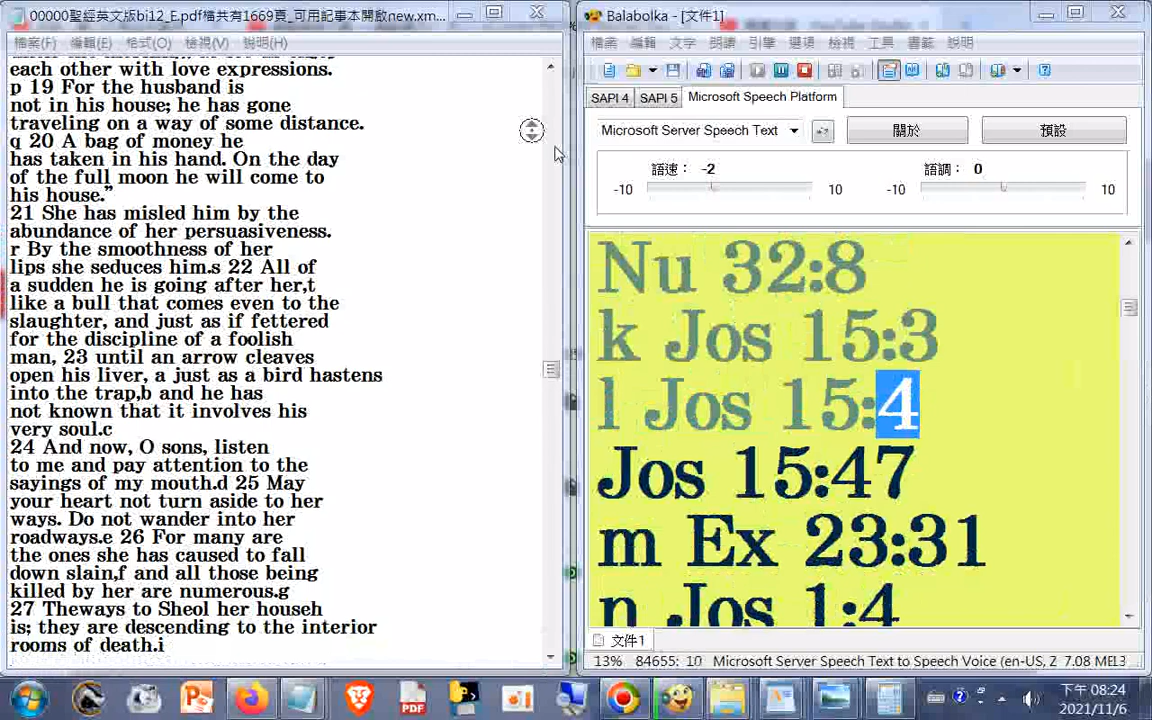 00000聖經英文版bi12_E.pdf檔共有1669頁_可用記事本開啟new.xm...
檔案(F) 編輯(E) 格式(O) 檢視(V) 說明(H)
each other with love expressions.
p 19 For the husband is
not in his house; he has gone
traveling on a way of some distance.
q 20 A bag of money he
has taken in his hand. On the day
of the full moon he will come to
his house.”
21 She has misled him by the
abundance of her persuasiveness.
r By the smoothness of her
lips she seduces him.s 22 All of
a sudden he is going after her,t
like a bull that comes even to the
slaughter, and just as if fettered
for the discipline of a foolish
man, 23 until an arrow cleaves
open his liver, a just as a bird hastens
into the trap,b and he has
not known that it involves his
very soul.c
24 And now, O sons, listen
to me and pay attention to the
sayings of my mouth.d 25 May
your heart not turn aside to her
ways. Do not wander into her
roadways.e 26 For many are
the ones she has caused to fall
down slain,f and all those being
killed by her are numerous.g
27 Theways to Sheol her househ
is; they are descending to the interior
rooms of death.i
Balabolka - [文件1]
檔案 編輯 文字 朗讀 引擎 選項 檢視 工具 書籤 說明
SAPI 4 SAPI 5 Microsoft Speech Platform
Microsoft Server Speech Text 關於 預設
語速： -2 語調： 0
-10 10 -10 10
Nu 32:8
k Jos 15:3
l Jos 15:4
Jos 15:47
m Ex 23:31
n Jos 1:4
文件1
13% 84655: 10 Microsoft Server Speech Text to Speech Voice (en-US, 2 7.08 ME13
PDF
下午 08:24
2021/11/6